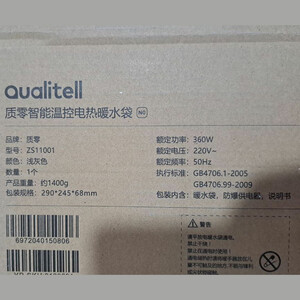 qualitell
质零智能温控电热暖水袋 N0
品牌: 质零
型号: ZS11001
颜色: 浅灰色
数量: 1个
产品重量: 约1400g
包装规格: 290*245*68mm
额定功率: 360W
额定电压: 220V~
额定频率: 50Hz
执行标准: GB4706.1-2005
GB4706.99-2009
包装内含: 暖水袋、防爆供电器、说明书
6972040150806